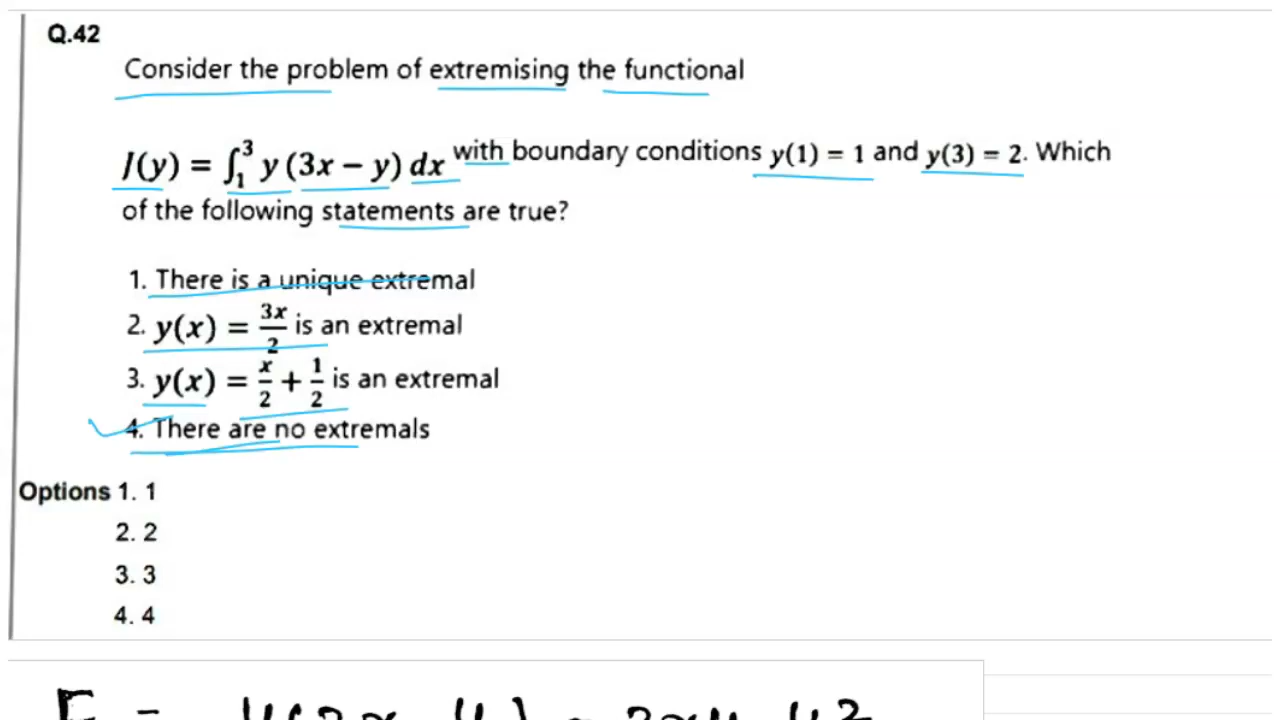 Q.42
Consider the problem of extremising the functional
I(y) = ∫₁³ y (3x − y) dx with boundary conditions y(1) = 1 and y(3) = 2. Which
of the following statements are true?
1. There is a unique extremal
2. y(x) = 3x/2 is an extremal
3. y(x) = x/2 + 1/2 is an extremal
4. There are no extremals
Options 1. 1
2. 2
3. 3
4. 4